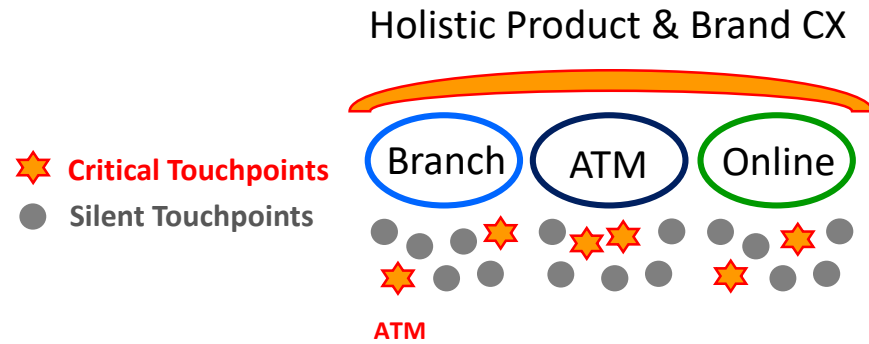 Holistic Product & Brand CX
Branch
ATM
Online
Critical Touchpoints
Silent Touchpoints
ATM